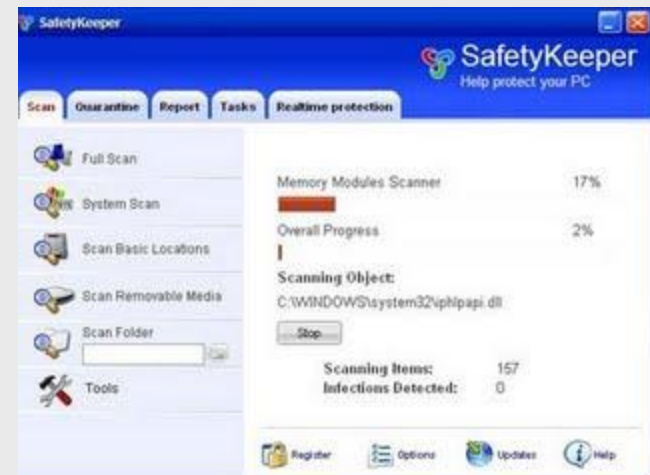 SafetyKeeper
SafetyKeeper
Help protect your PC
Scan Quarantine Report Tasks Realtime protection
Full Scan
System Scan
Scan Basic Locations
Scan Removable Media
Scan Folder
Tools
Memory Modules Scanner 17%
Overall Progress 2%
Scanning Object:
C:\WINDOWS\system32\iphlpapi.dll
Stop
Scanning Items: 157
Infections Detected: 0
Register Options Updates Help